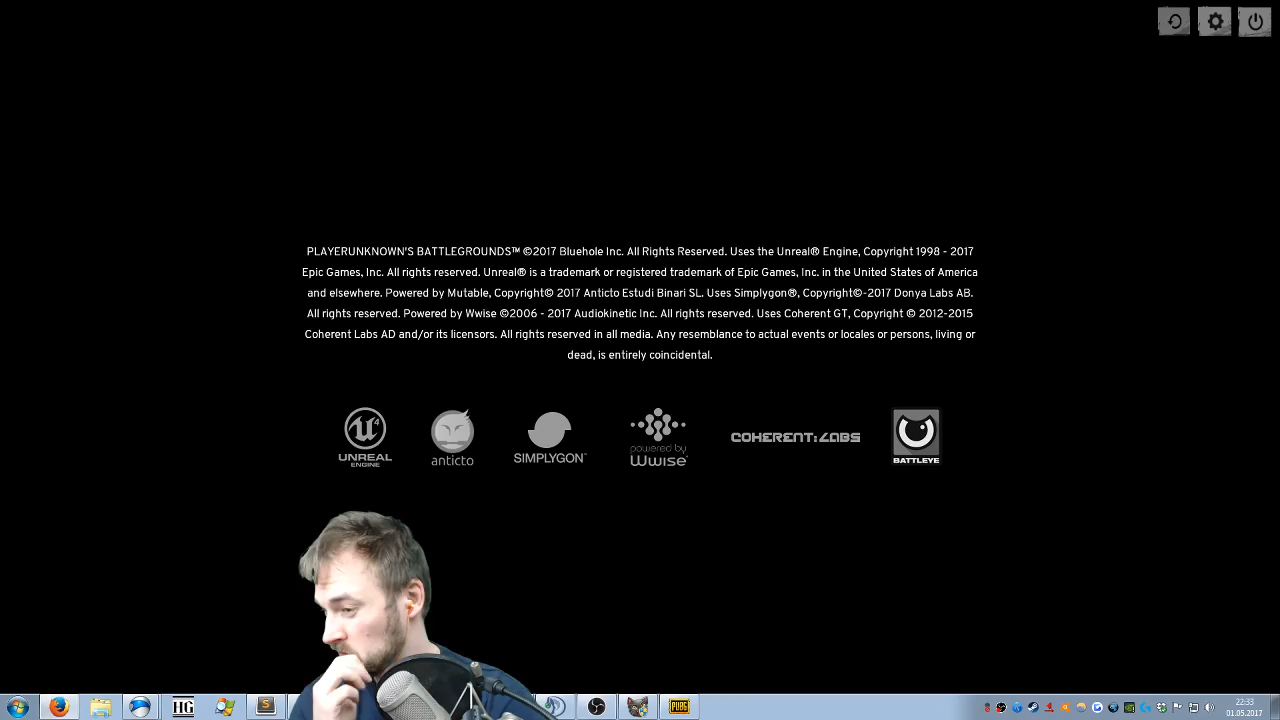 PLAYERUNKNOWN'S BATTLEGROUNDS™ ©2017 Bluehole Inc. All Rights Reserved. Uses the Unreal® Engine, Copyright 1998 - 2017
Epic Games, Inc. All rights reserved. Unreal® is a trademark or registered trademark of Epic Games, Inc. in the United States of America
and elsewhere. Powered by Mutable, Copyright© 2017 Anticto Estudi Binari SL. Uses Simplygon®, Copyright©-2017 Donya Labs AB.
All rights reserved. Powered by Wwise ©2006 - 2017 Audiokinetic Inc. All rights reserved. Uses Coherent GT, Copyright © 2012-2015
Coherent Labs AD and/or its licensors. All rights reserved in all media. Any resemblance to actual events or locales or persons, living or
dead, is entirely coincidental.
U4
UNREAL
ENGINE
anticto
SIMPLYGON™
powered by
Wwise
COHERENT:LABS
BATTLEYE
HG
S
PUBG
22:33
01.05.2017